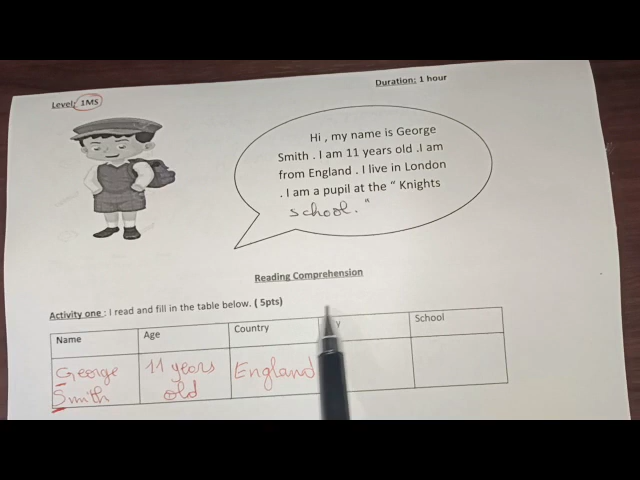 Duration: 1 hour
Level: 1MS
Hi , my name is George
Smith . I am 11 years old .I am
from England . I live in London
. I am a pupil at the “ Knights
school. "
Reading Comprehension
Activity one : I read and fill in the table below. ( 5pts)
Name Age Country School
George Smith 11 years old England